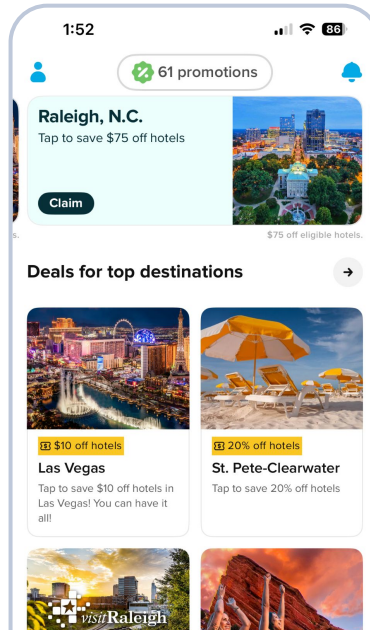 1:52
86
61 promotions
Raleigh, N.C.
Tap to save $75 off hotels
Claim
s.
$75 off eligible hotels.
Deals for top destinations
$10 off hotels
20% off hotels
Las Vegas
St. Pete-Clearwater
Tap to save $10 off hotels in
Las Vegas! You can have it
all!
Tap to save 20% off hotels
visitRaleigh